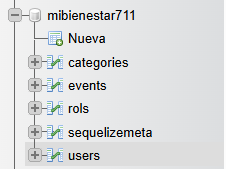 mibienestar711
Nueva
categories
events
rols
sequelizemeta
users